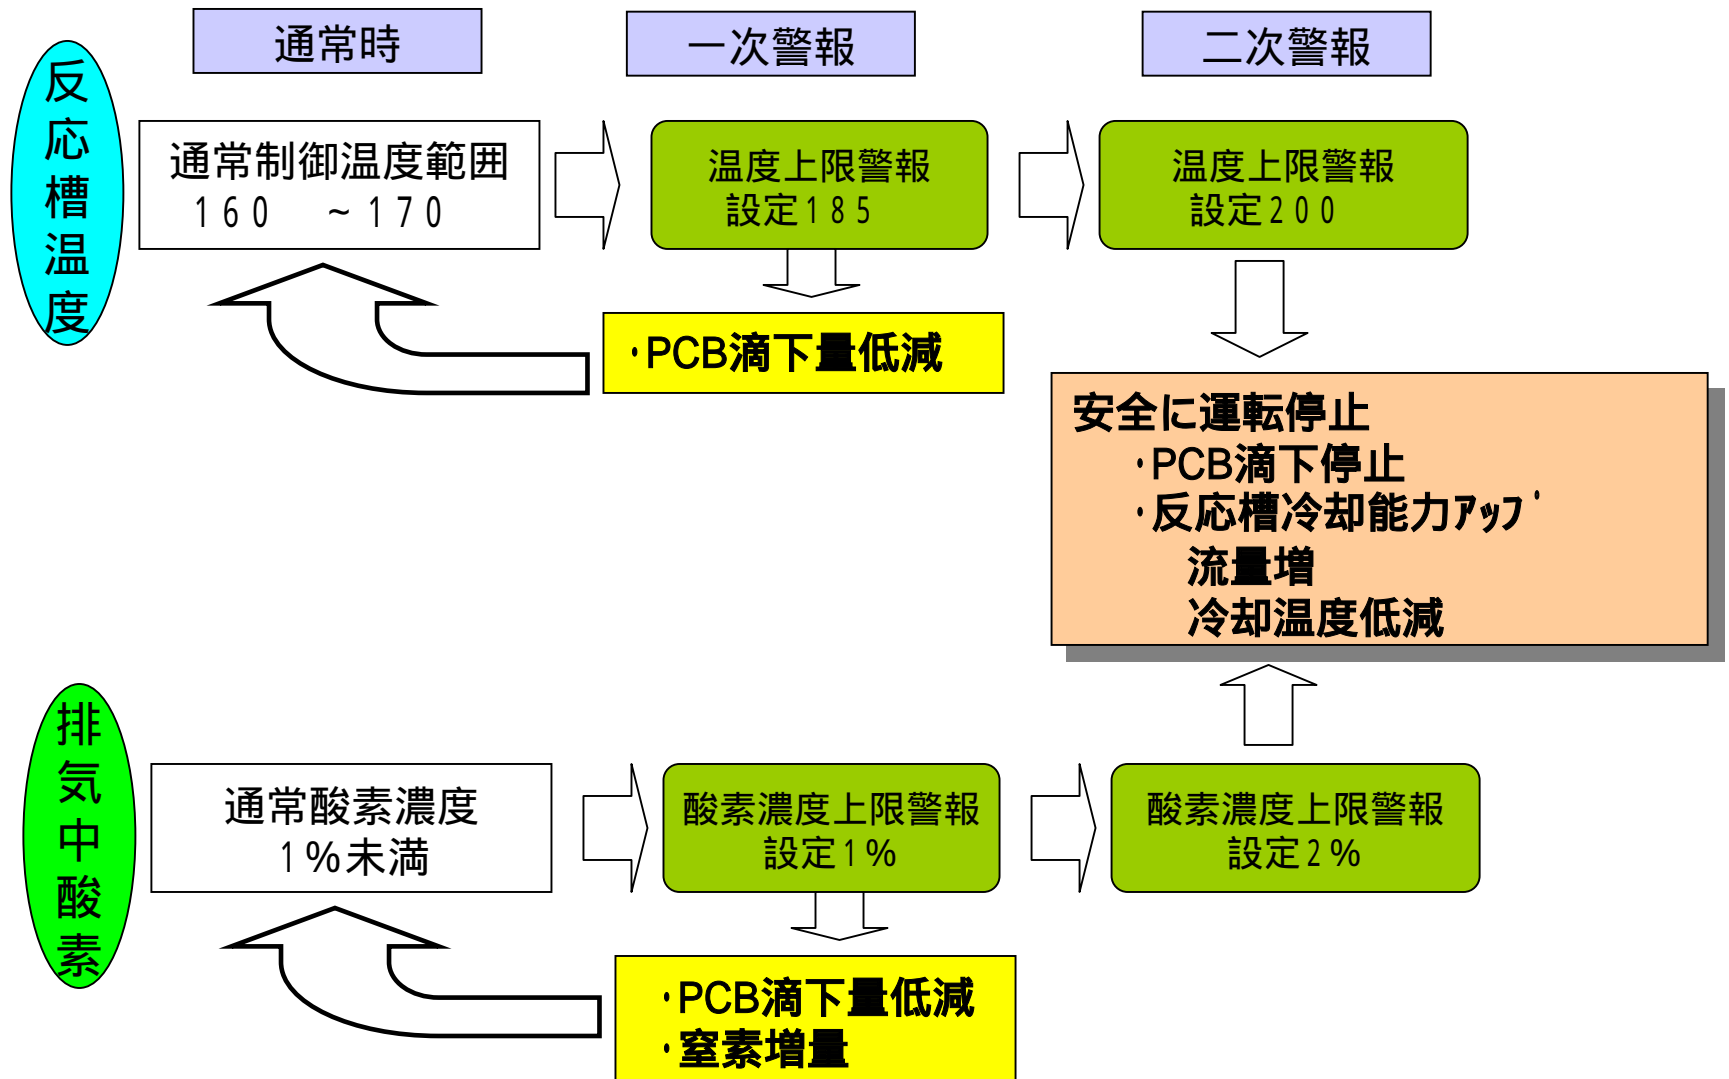 通常時
一次警報
二次警報
反応槽温度
通常制御温度範囲
160 ~170
温度上限警報
設定185
温度上限警報
設定200
・PCB滴下量低減
安全に運転停止
・PCB滴下停止
・反応槽冷却能力ｱｯﾌﾟ
流量増
冷却温度低減
排気中酸素
通常酸素濃度
1%未満
酸素濃度上限警報
設定1%
酸素濃度上限警報
設定2%
・PCB滴下量低減
・窒素増量